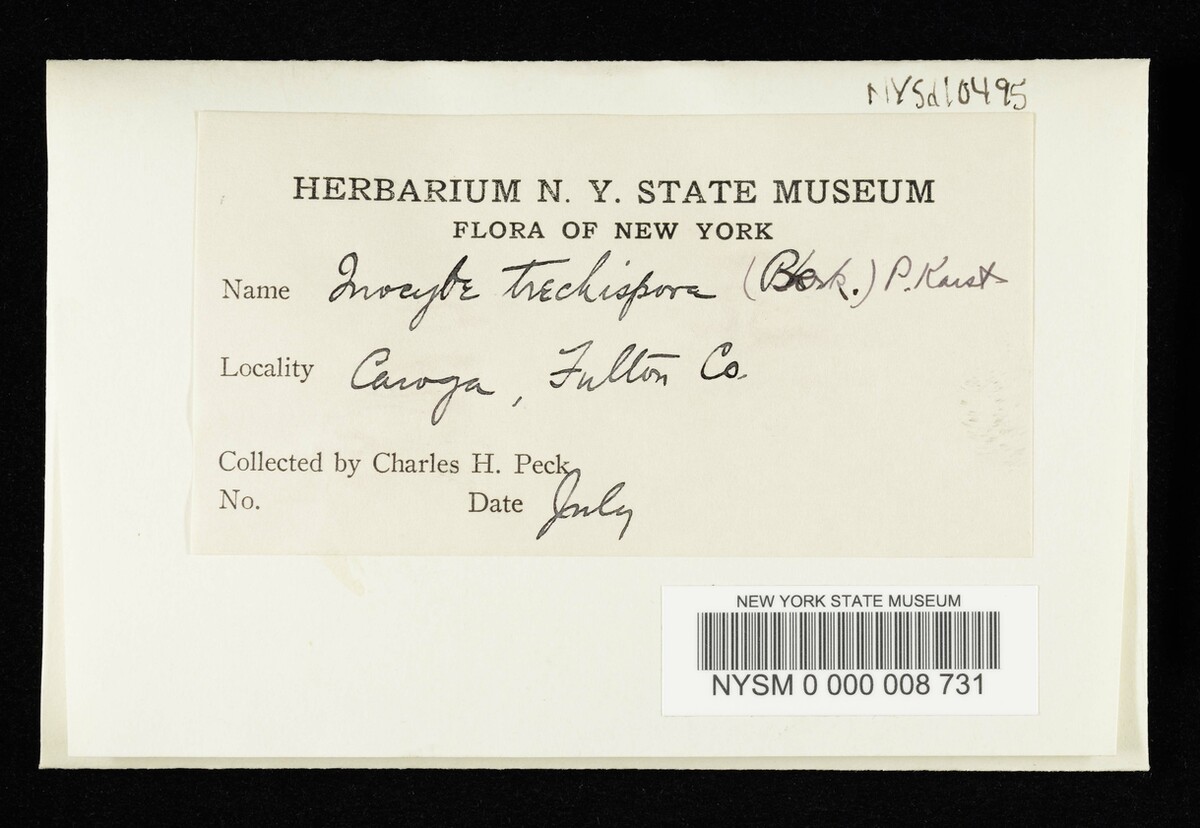 NYSd10495
HERBARIUM N. Y. STATE MUSEUM
FLORA OF NEW YORK
Name Inocybe trechispora (Berk.) P. Karst
Locality Caroga, Fulton Co.
Collected by Charles H. Peck
No. Date July
NEW YORK STATE MUSEUM
NYSM 0 000 008 731